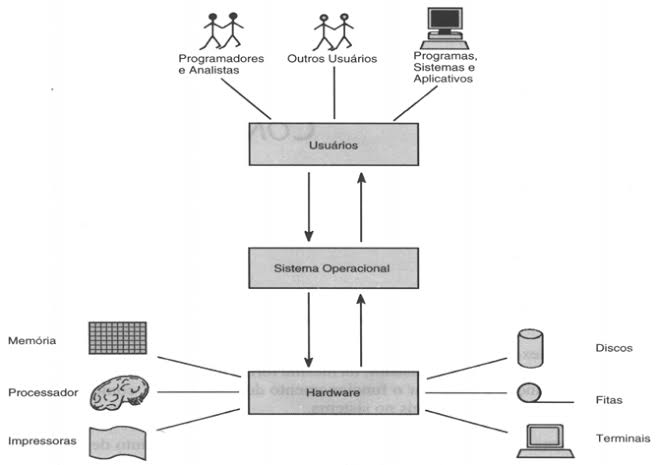 Programadores
e Analistas
Outros Usuários
Programas,
Sistemas e
Aplicativos
Usuários
Sistema Operacional
Memória
Processador
Impressoras
Hardware
Discos
Fitas
Terminais